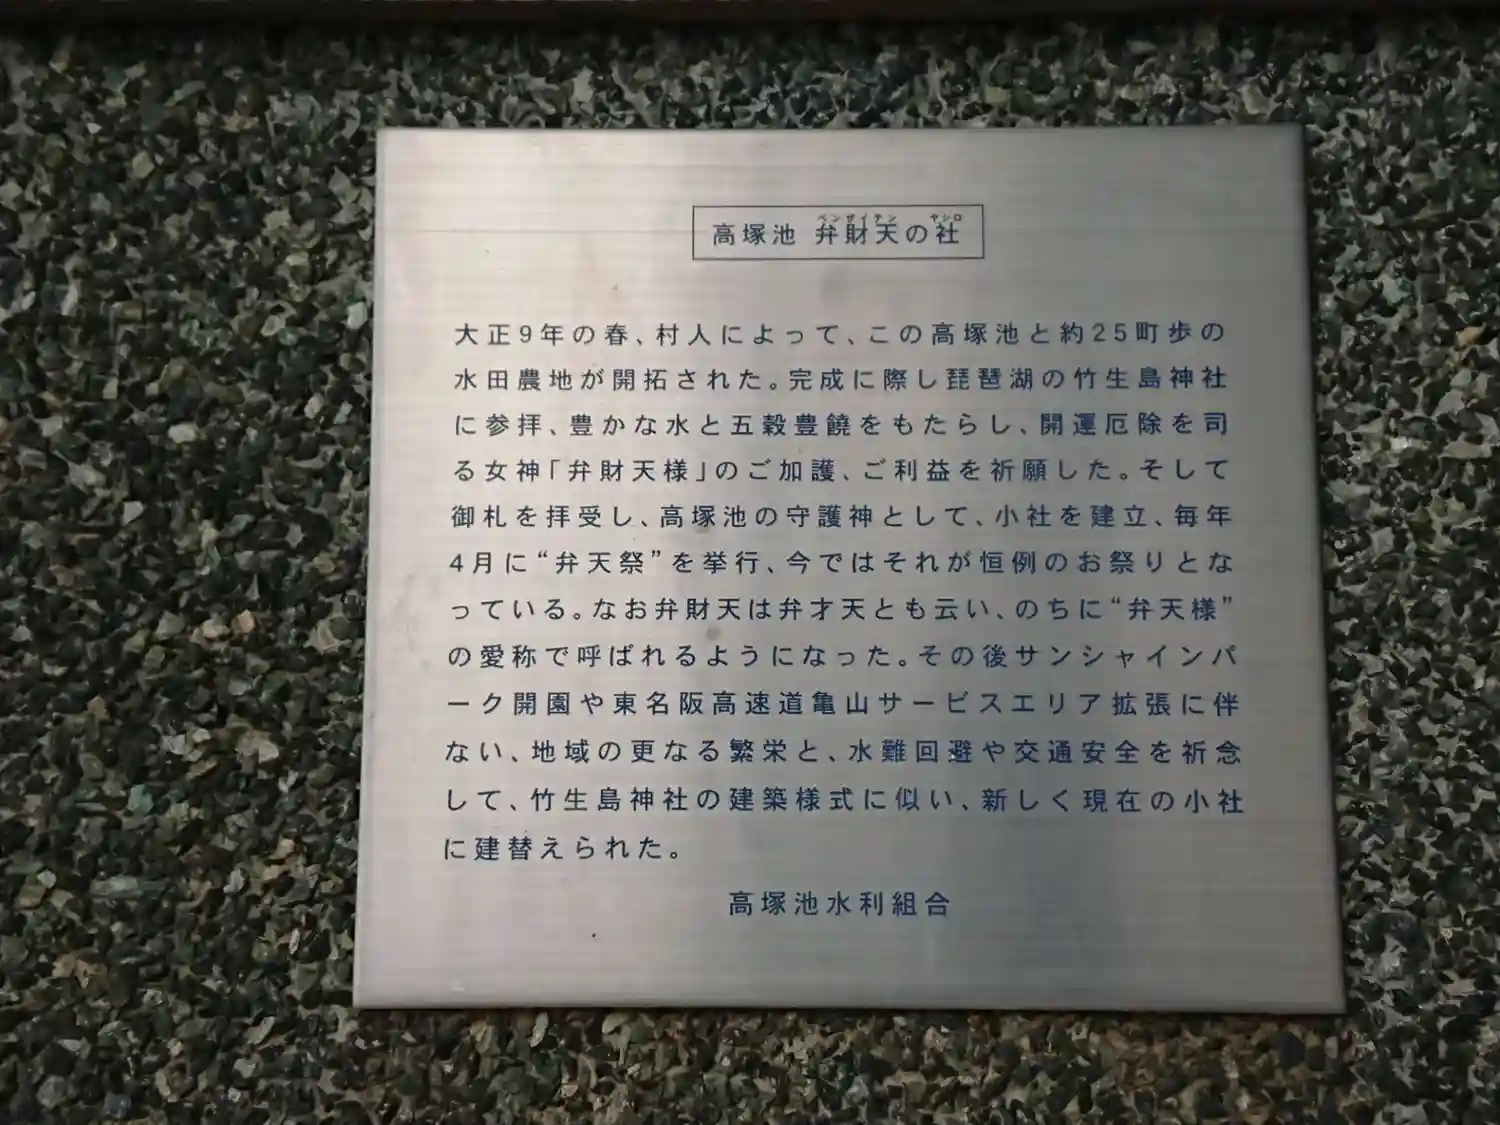 高塚池 弁財天の社
ベンザイテン ヤシロ
大正9年の春、村人によって、この高塚池と約25町歩の
水田農地が開拓された。完成に際し琵琶湖の竹生島神社
に参拝、豊かな水と五穀豊饒をもたらし、開運厄除を司
る女神「弁財天様」のご加護、ご利益を祈願した。そして
御札を拝受し、高塚池の守護神として、小社を建立、毎年
4月に“弁天祭”を挙行、今ではそれが恒例のお祭りとな
っている。なお弁財天は弁才天とも云い、のちに“弁天様”
の愛称で呼ばれるようになった。その後サンシャインパ
ーク開園や東名阪高速道亀山サービスエリア拡張に伴
ない、地域の更なる繁栄と、水難回避や交通安全を祈念
して、竹生島神社の建築様式に似い、新しく現在の小社
に建替えられた。
高塚池水利組合